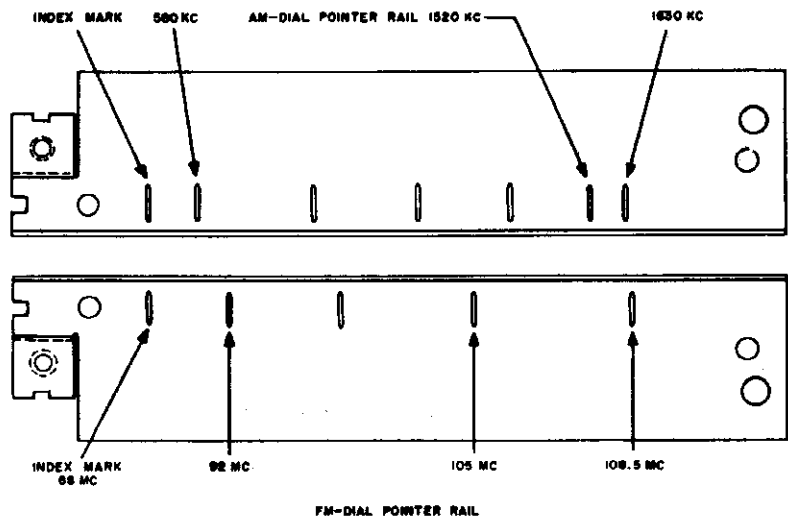 INDEX MARK
580 KC
AM-DIAL POINTER RAIL 1520 KC
1630 KC
INDEX MARK
68 MC
92 MC
105 MC
108.5 MC
FM-DIAL POINTER RAIL